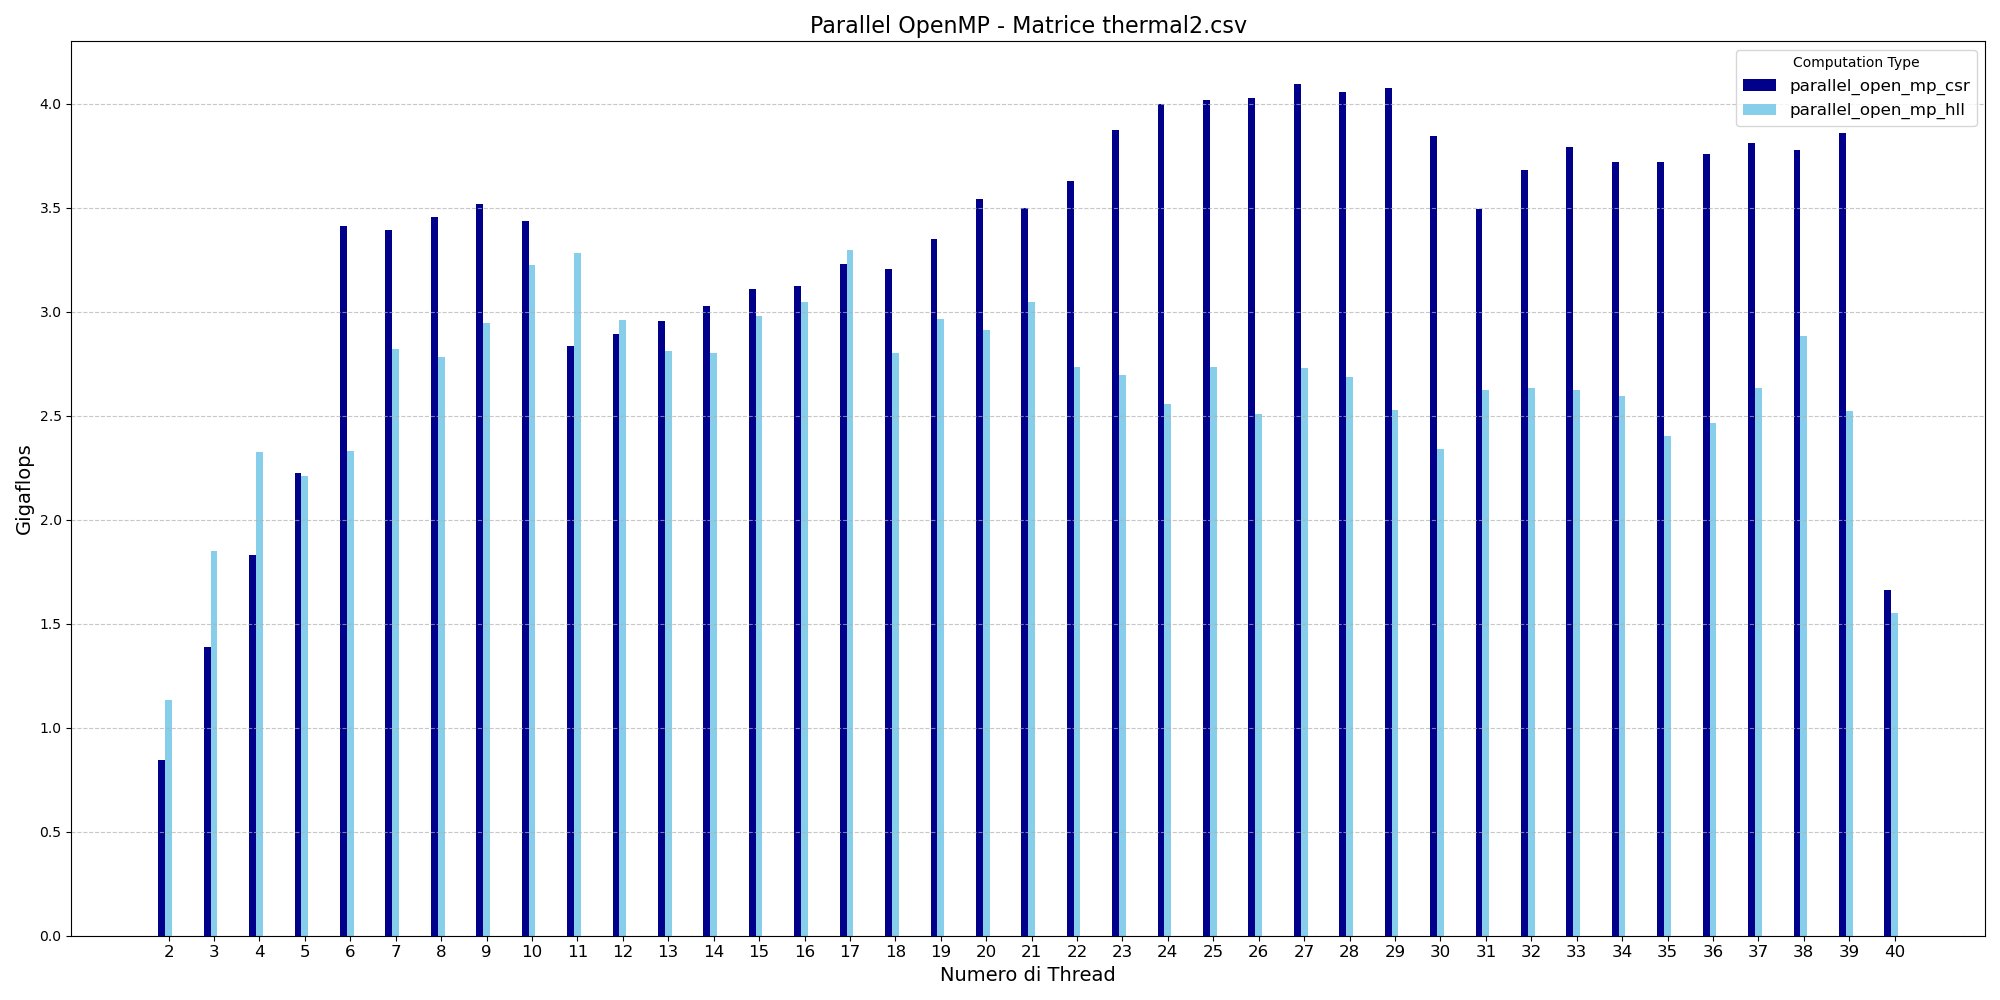 Parallel OpenMP - Matrice thermal2.csv
Computation Type
parallel_open_mp_csr
parallel_open_mp_hll
Gigaflops
4.0
3.5
3.0
2.5
2.0
1.5
1.0
0.5
0.0
2 3 4 5 6 7 8 9 10 11 12 13 14 15 16 17 18 19 20 21 22 23 24 25 26 27 28 29 30 31 32 33 34 35 36 37 38 39 40
Numero di Thread